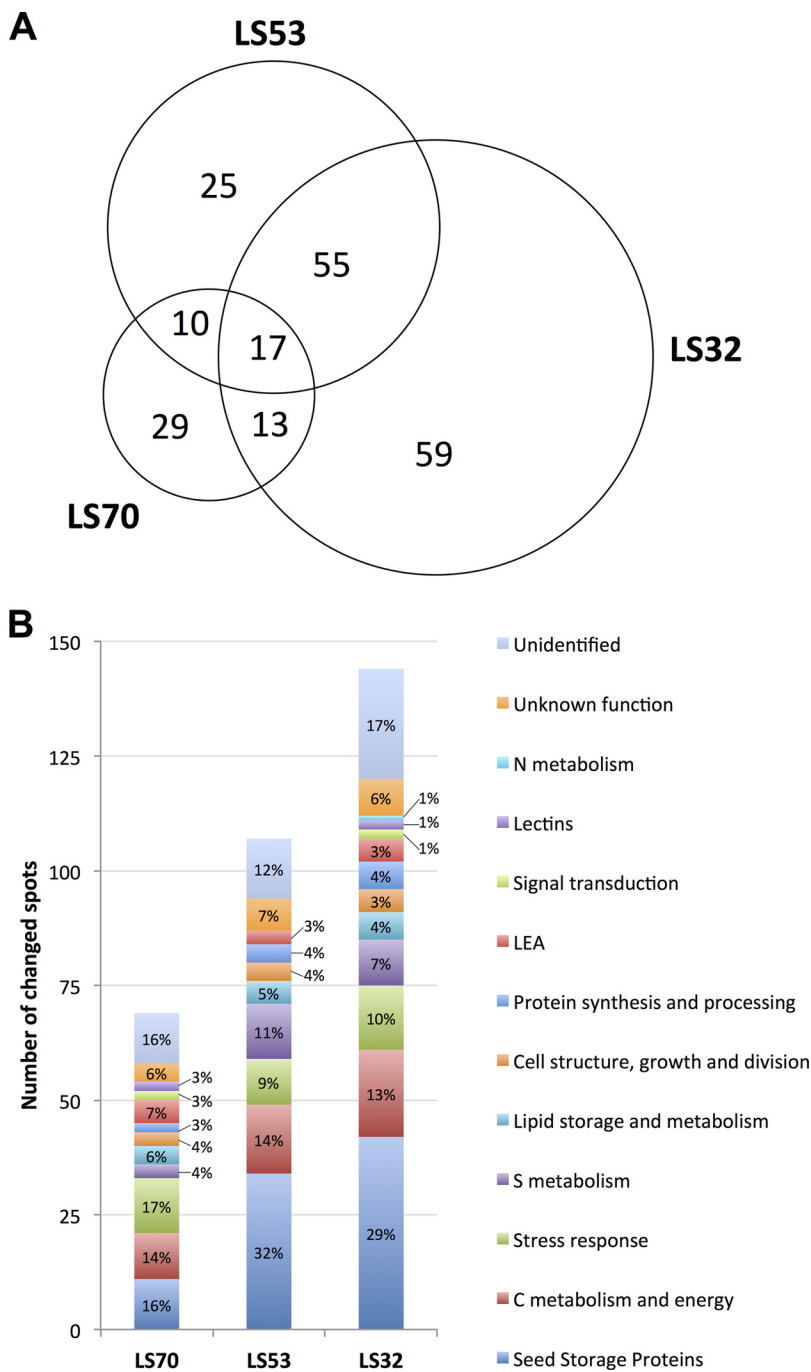 A
LS53
25
55
10
17
LS32
29
13
59
LS70
B
150
125
100
75
50
25
0
Number of changed spots
16%
6%
3%
3%
7%
3%
4%
6%
4%
17%
14%
16%
LS70
12%
7%
3%
4%
4%
5%
11%
9%
14%
32%
LS53
17%
6%
1%
1%
1%
3%
4%
3%
4%
7%
10%
13%
29%
LS32
Unidentified
Unknown function
N metabolism
Lectins
Signal transduction
LEA
Protein synthesis and processing
Cell structure, growth and division
Lipid storage and metabolism
S metabolism
Stress response
C metabolism and energy
Seed Storage Proteins